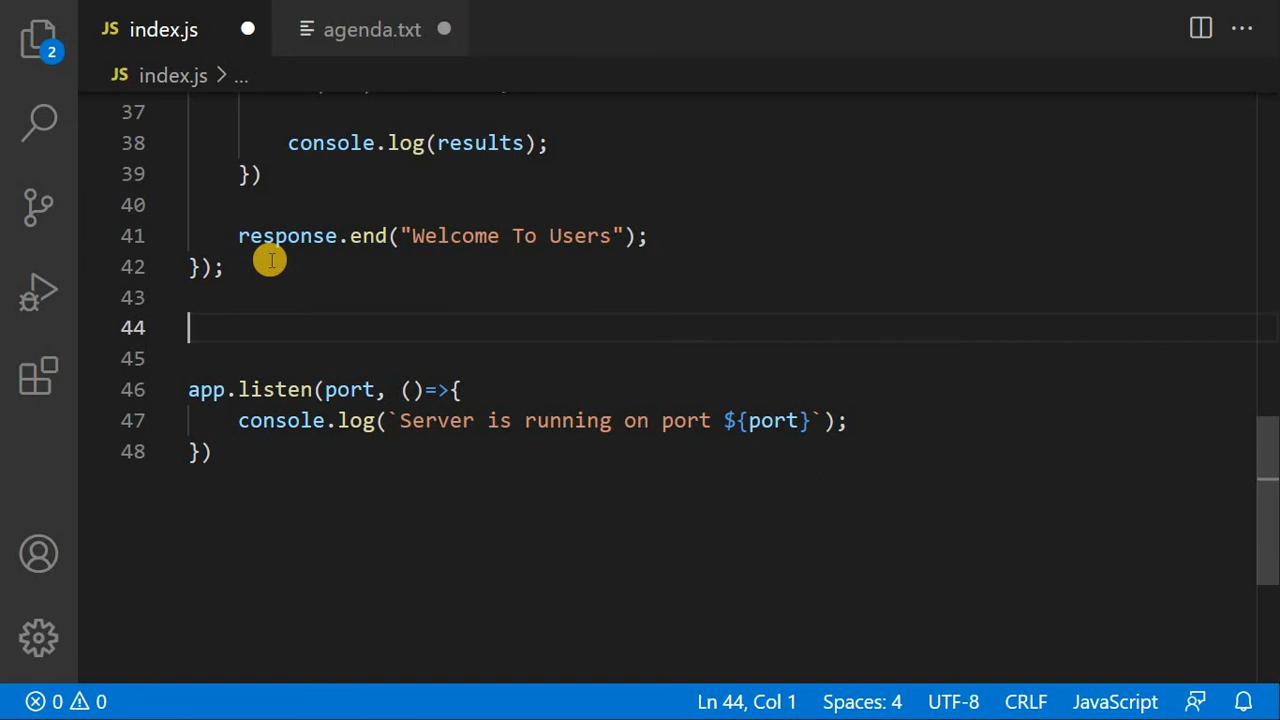 JS index.js
agenda.txt
2
JS index.js > ...
37
38 console.log(results);
39 })
40
41 response.end("Welcome To Users");
42 });
43
44
45
46 app.listen(port, ()=>{
47 console.log(`Server is running on port ${port}`);
48 })
0 0
Ln 44, Col 1
Spaces: 4
UTF-8
CRLF
JavaScript